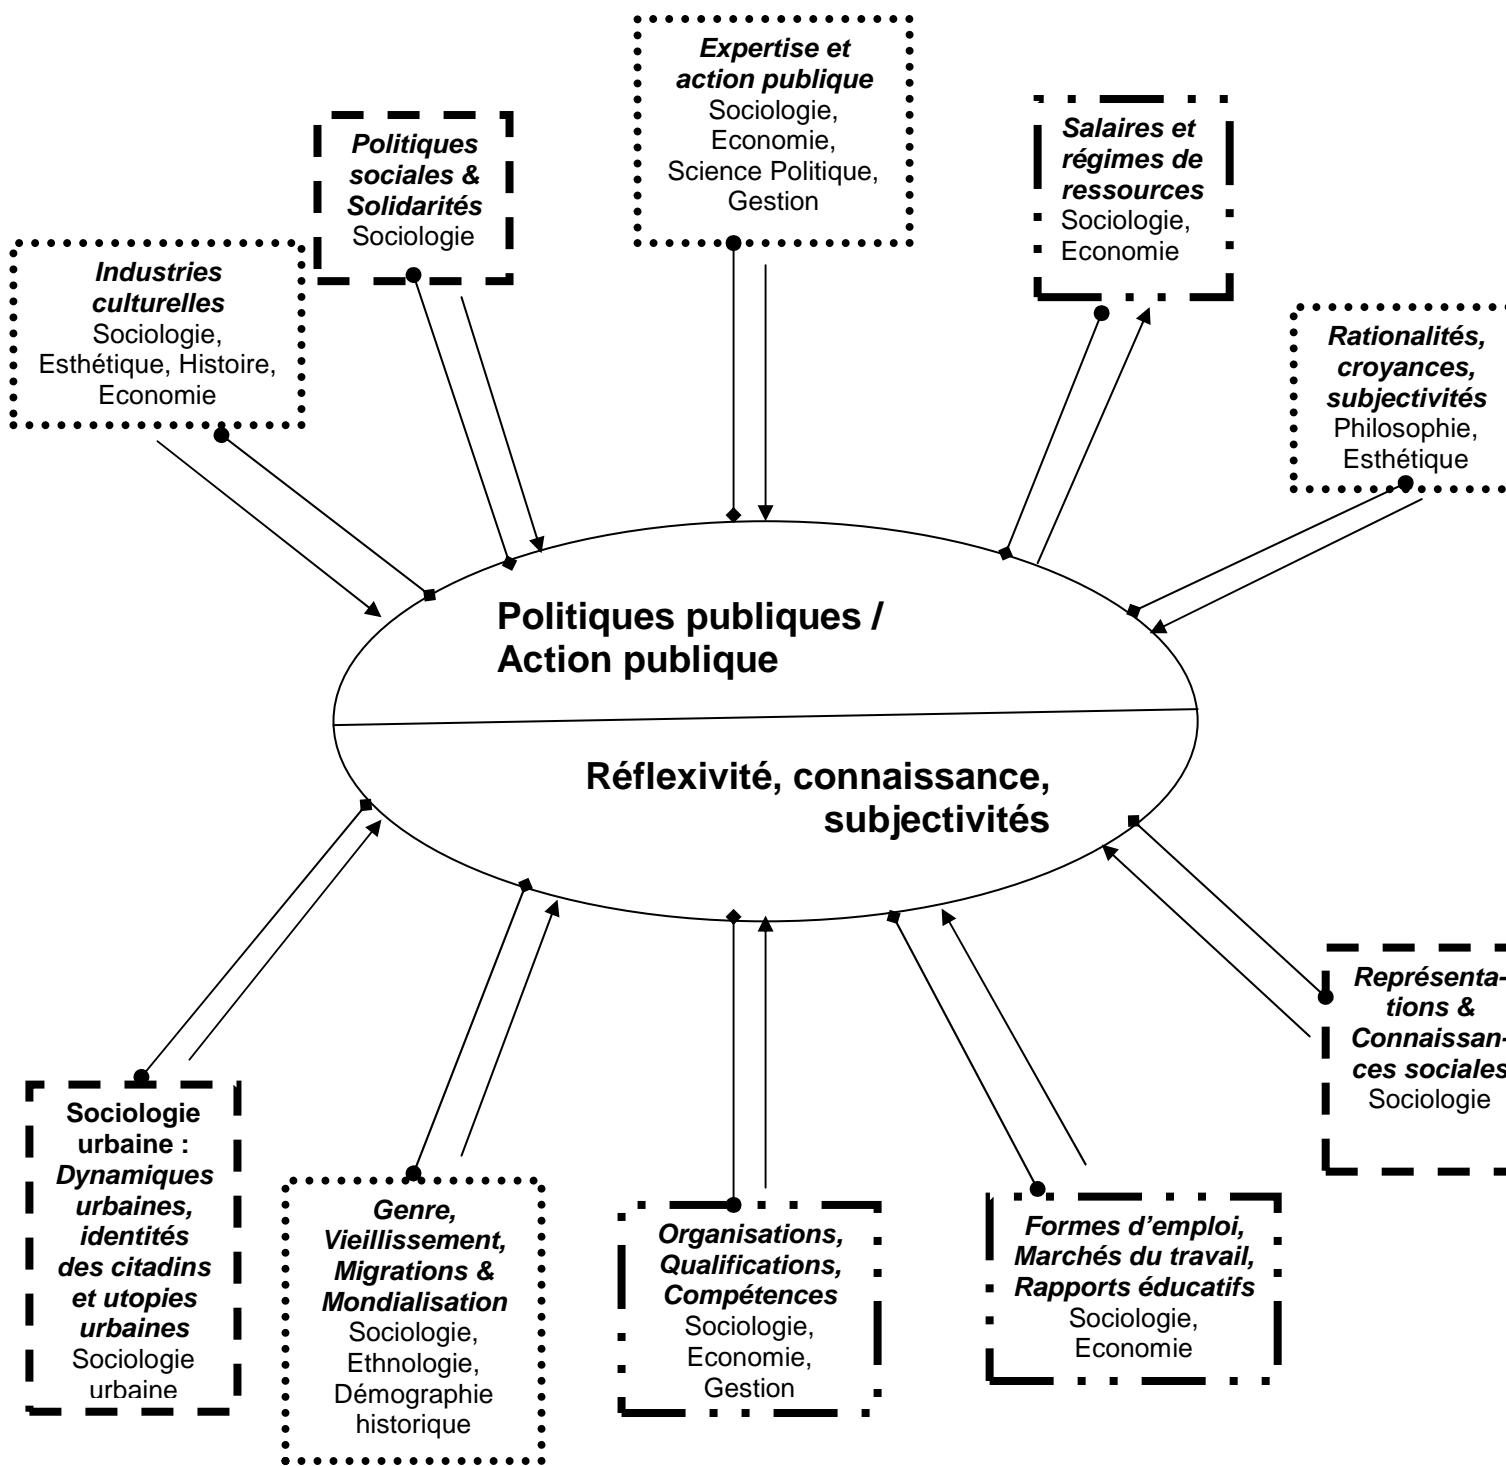 Expertise et
action publique
Sociologie,
Economie,
Science Politique,
Gestion
Politiques
sociales &
Solidarités
Sociologie
Salaires et
régimes de
ressources
Sociologie,
Economie
Industries
culturelles
Sociologie,
Esthétique, Histoire,
Economie
Rationalités,
croyances,
subjectivités
Philosophie,
Esthétique
Politiques publiques /
Action publique
Réflexivité, connaissance,
subjectivités
Représenta-
tions &
Connaissan-
ces sociales
Sociologie
Sociologie
urbaine :
Dynamiques
urbaines,
identités
des citadins
et utopies
urbaines
Sociologie
urbaine
Genre,
Vieillissement,
Migrations &
Mondialisation
Sociologie,
Ethnologie,
Démographie
historique
Organisations,
Qualifications,
Compétences
Sociologie,
Economie,
Gestion
Formes d’emploi,
Marchés du travail,
Rapports éducatifs
Sociologie,
Economie